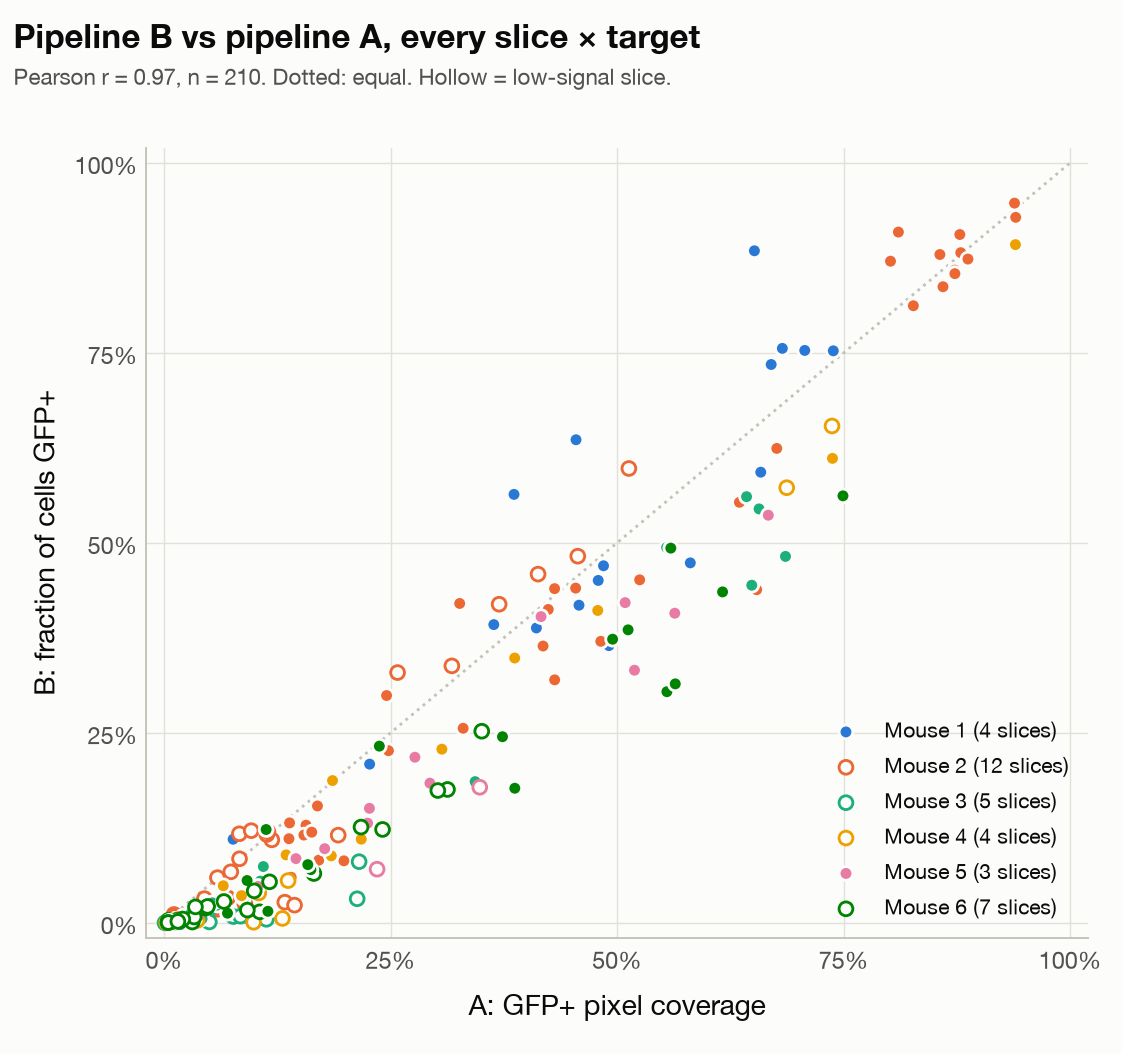 Pipeline B vs pipeline A, every slice × target
Pearson r = 0.97, n = 210. Dotted: equal. Hollow = low-signal slice.
100%
75%
50%
25%
0%
B: fraction of cells GFP+
Mouse 1 (4 slices)
Mouse 2 (12 slices)
Mouse 3 (5 slices)
Mouse 4 (4 slices)
Mouse 5 (3 slices)
Mouse 6 (7 slices)
0%
25%
50%
75%
100%
A: GFP+ pixel coverage